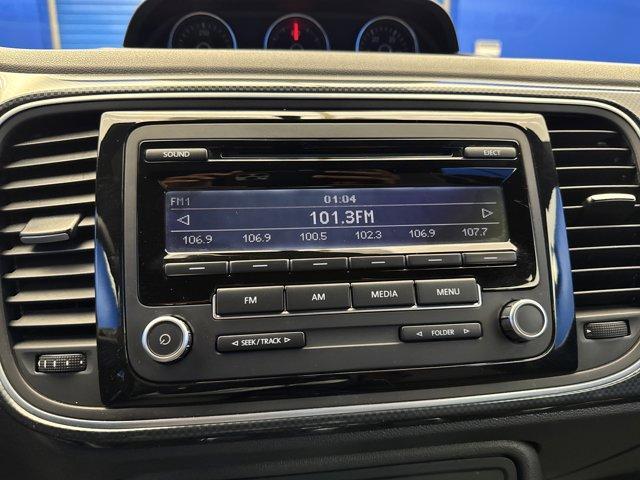 SOUND EJECT
FM1 01:04
101.3FM
106.9 106.9 100.5 102.3 106.9 107.7
FM AM MEDIA MENU
SEEK/TRACK FOLDER